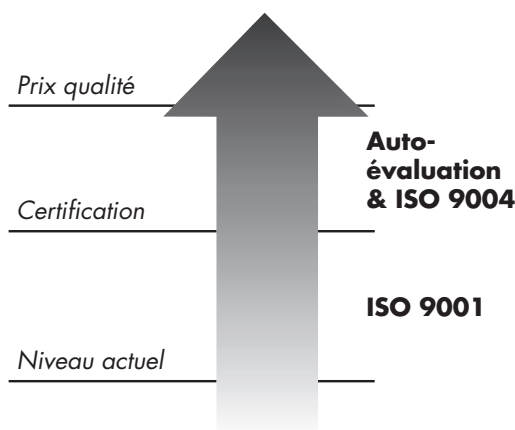 Prix qualité
Auto-
évaluation
& ISO 9004
Certification
ISO 9001
Niveau actuel